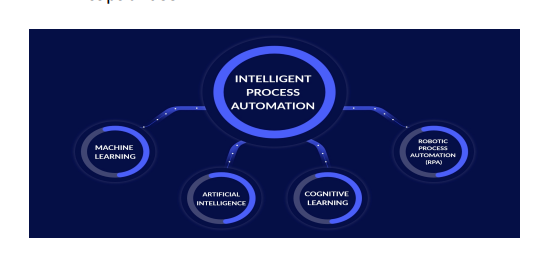 INTELLIGENT
PROCESS
AUTOMATION
MACHINE
LEARNING
ARTIFICIAL
INTELLIGENCE
COGNITIVE
LEARNING
ROBOTIC
PROCESS
AUTOMATION
(RPA)